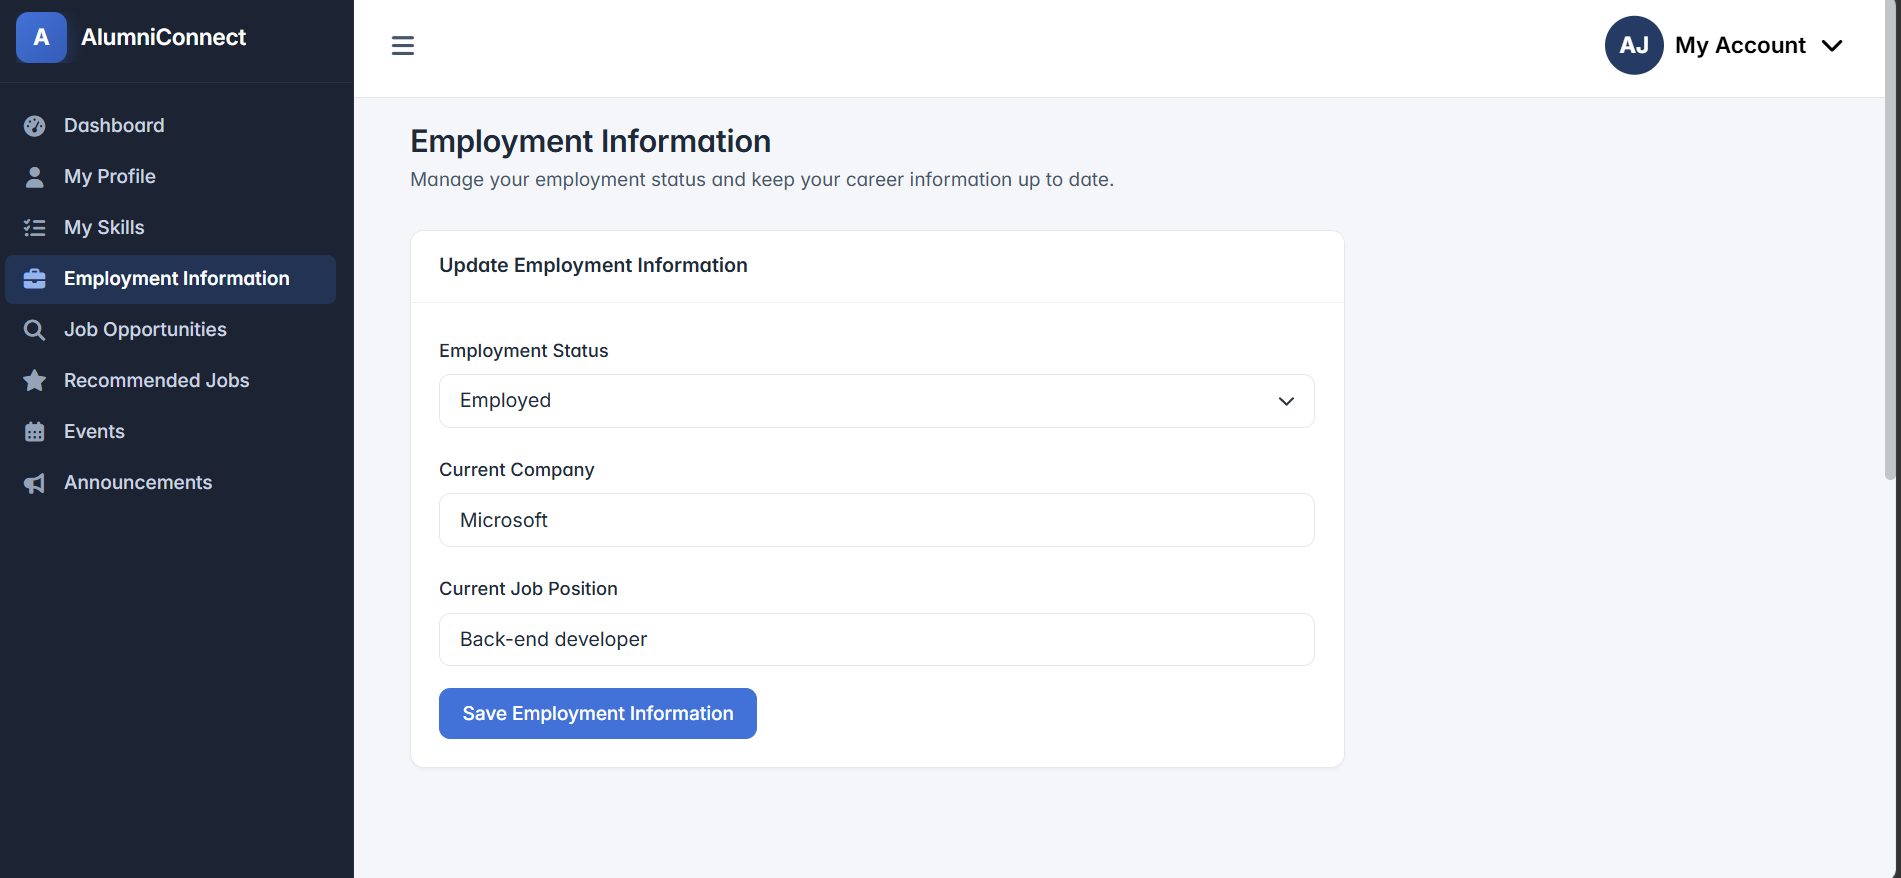 A
AlumniConnect
AJ
My Account
Dashboard
My Profile
My Skills
Employment Information
Job Opportunities
Recommended Jobs
Events
Announcements
Employment Information
Manage your employment status and keep your career information up to date.
Update Employment Information
Employment Status
Employed
Current Company
Microsoft
Current Job Position
Back-end developer
Save Employment Information